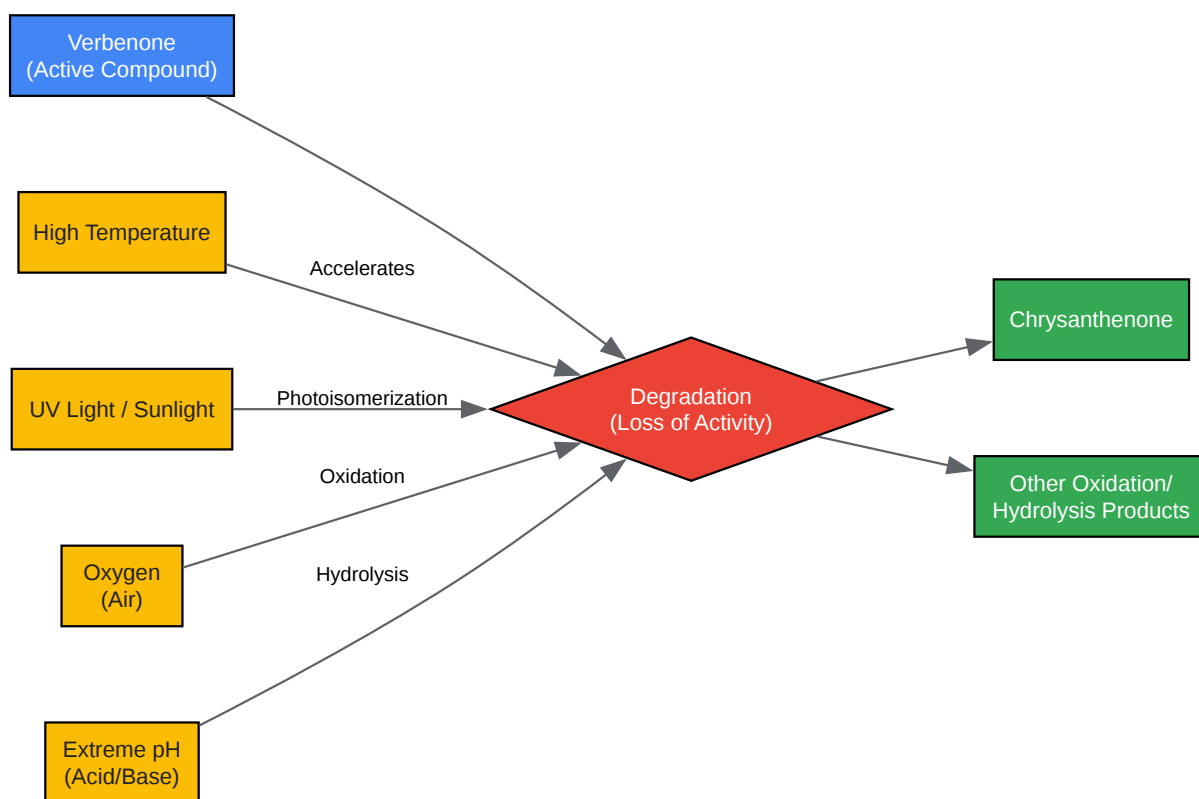 Verbenone
(Active Compound)
High Temperature
Accelerates
UV Light / Sunlight
Photoisomerization
Oxidation
Oxygen
(Air)
Hydrolysis
Extreme pH
(Acid/Base)
Degradation
(Loss of Activity)
Chrysanthenone
Other Oxidation/
Hydrolysis Products